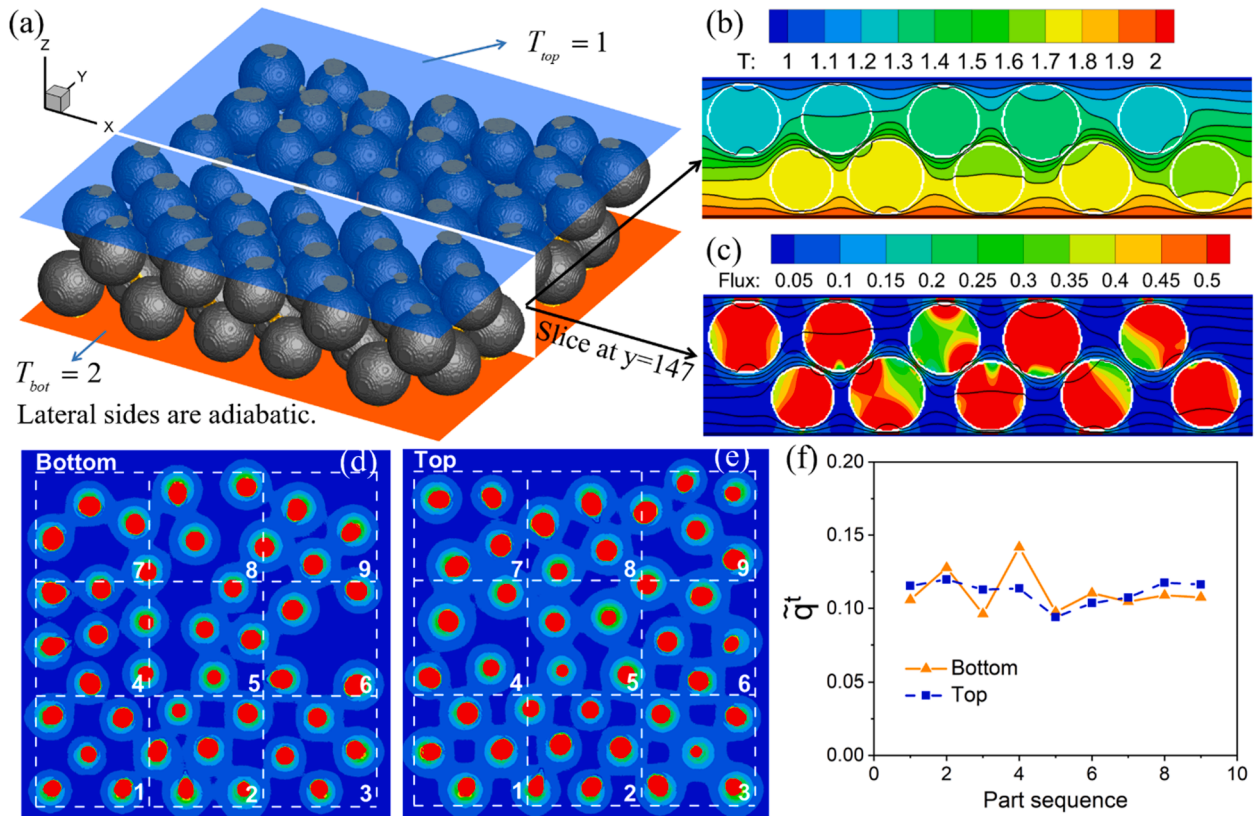 (a)
T_top = 1
Z
Y
X
T_bot = 2
Lateral sides are adiabatic.
Slice at y=147
(b)
T: 1 1.1 1.2 1.3 1.4 1.5 1.6 1.7 1.8 1.9 2
(c)
Flux: 0.05 0.1 0.15 0.2 0.25 0.3 0.35 0.4 0.45 0.5
Bottom (d)
7 8 9
4 5 6
1 2 3
Top (e)
7 8 9
4 5 6
1 2 3
(f)
0.20
0.15
0.10
0.05
0.00
q̃ᵗ
Bottom
Top
0 2 4 6 8 10
Part sequence